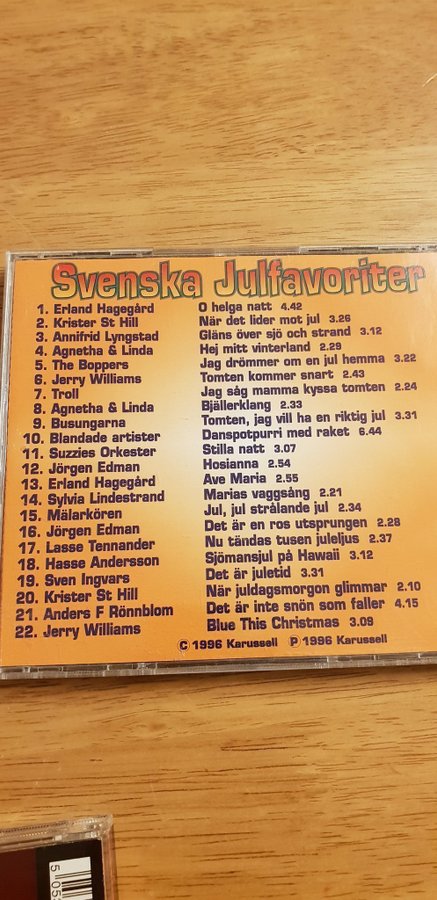 Svenska Julfavoriter
1. Erland Hagegård O helga natt 4.42
2. Krister St Hill När det lider mot jul 3.26
3. Annifrid Lyngstad Gläns över sjö och strand 3.12
4. Agnetha & Linda Hej mitt vinterland 2.29
5. The Boppers Jag drömmer om en jul hemma 3.22
6. Jerry Williams Tomten kommer snart 2.43
7. Troll Jag såg mamma kyssa tomten 2.24
8. Agnetha & Linda Bjällerklang 2.33
9. Busungarna Tomten, jag vill ha en riktig jul 3.31
10. Blandade artister Danspotpurri med raket 6.44
11. Suzzies Orkester Stilla natt 3.07
12. Jörgen Edman Hosianna 2.54
13. Erland Hagegård Ave Maria 2.55
14. Sylvia Lindestrand Marias vaggsång 2.21
15. Mälarkören Jul, jul strålande jul 2.34
16. Jörgen Edman Det är en ros utsprungen 2.28
17. Lasse Tennander Nu tändas tusen juleljus 2.37
18. Hasse Andersson Sjömansjul på Hawaii 3.12
19. Sven Ingvars Det är juletid 3.31
20. Krister St Hill När juldagsmorgon glimmar 2.10
21. Anders F Rönnblom Det är inte snön som faller 4.15
22. Jerry Williams Blue This Christmas 3.09
© 1996 Karussell ℗ 1996 Karussell